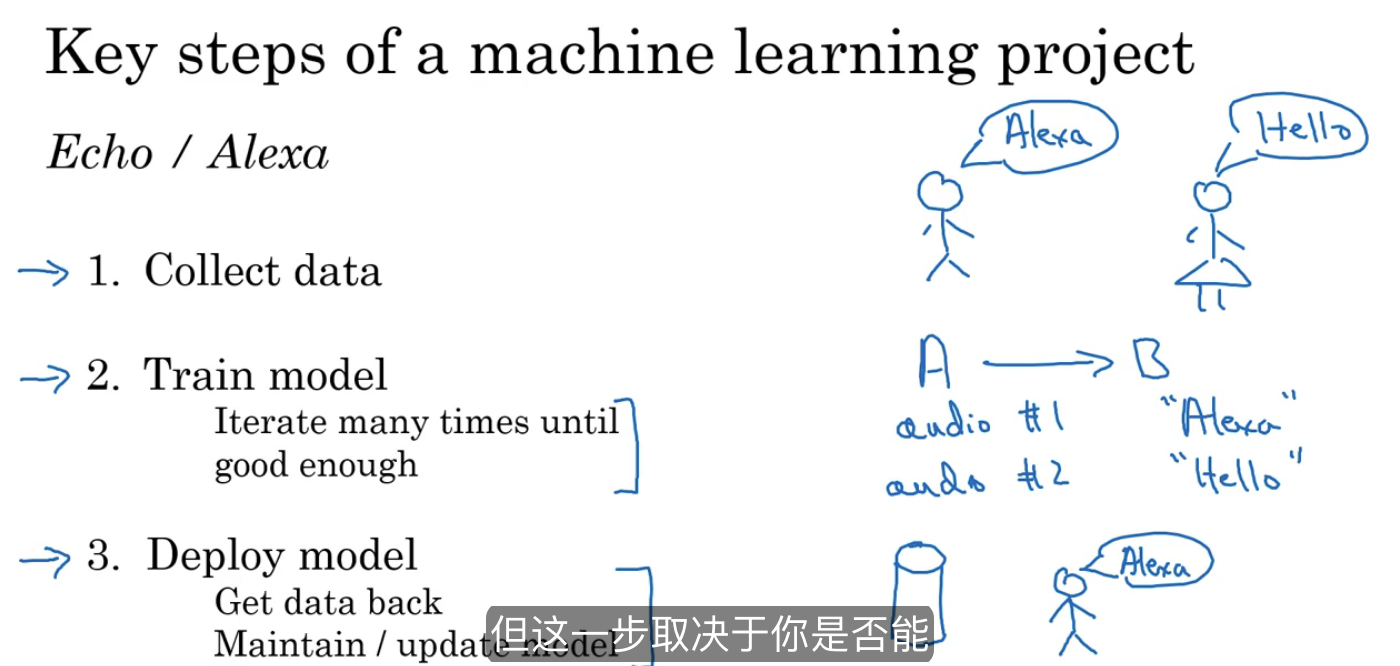 Key steps of a machine learning project
Echo / Alexa
Alexa
Hello
→ 1. Collect data
→ 2. Train model
Iterate many times until
good enough
A → B
audio #1 "Alexa"
audo #2 "Hello"
→ 3. Deploy model
Get data back
Maintain / update model
Alexa
但这一步取决于你是否能